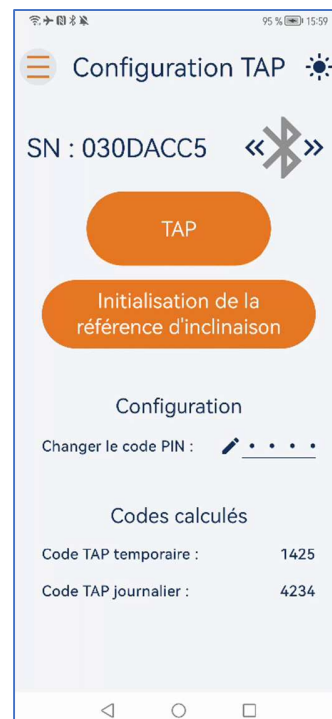 95 % 15:59
Configuration TAP
SN : 030DACC5
TAP
Initialisation de la
référence d'inclinaison
Configuration
Changer le code PIN : • • • •
Codes calculés
Code TAP temporaire : 1425
Code TAP journalier : 4234